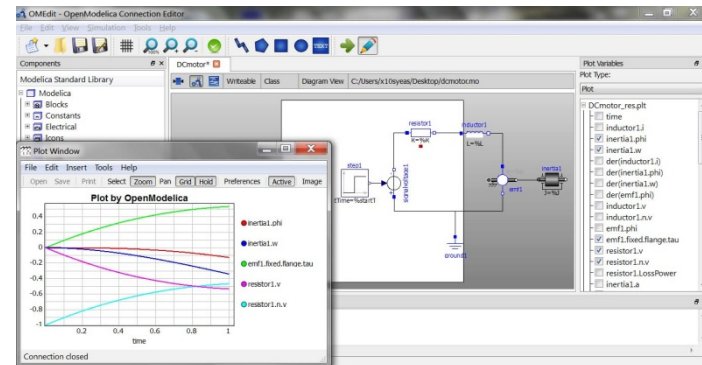 OMEdit - OpenModelica Connection Editor
File Edit View Simulation Tools Help
100%
TEXT
Components
DCmotor*
Plot Variables
Modelica Standard Library
Writeable Class Diagram View C:/Users/x10syeas/Desktop/dcmotor.mo
Plot Type:
Plot
Modelica
Blocks
Constants
Electrical
Icons
DCmotor_res.plt
time
inductor1.i
inertia1.phi
inertia1.w
der(inductor1.i)
der(inertia1.phi)
der(inertia1.w)
der(emf1.phi)
inductor1.v
inductor1.n.v
emf1.phi
emf1.fixed.flange.tau
resistor1.v
resistor1.n.v
resistor1.LossPower
inertia1.a
resistor1
R=%R
inductor1
L=%L
step1
tTime=%start1
signalvoltage1
emf1
inertia1
J=%J
ground1
Plot Window
File Edit Insert Tools Help
Open Save Print Select Zoom Pan Grid Hold Preferences Active Image
Plot by OpenModelica
0.4
0.2
0
-0.2
-0.4
-0.6
-0.8
-1
0.2 0.4 0.6 0.8 1
time
inertia1.phi
inertia1.w
emf1.fixed.flange.tau
resistor1.v
resistor1.n.v
Connection closed